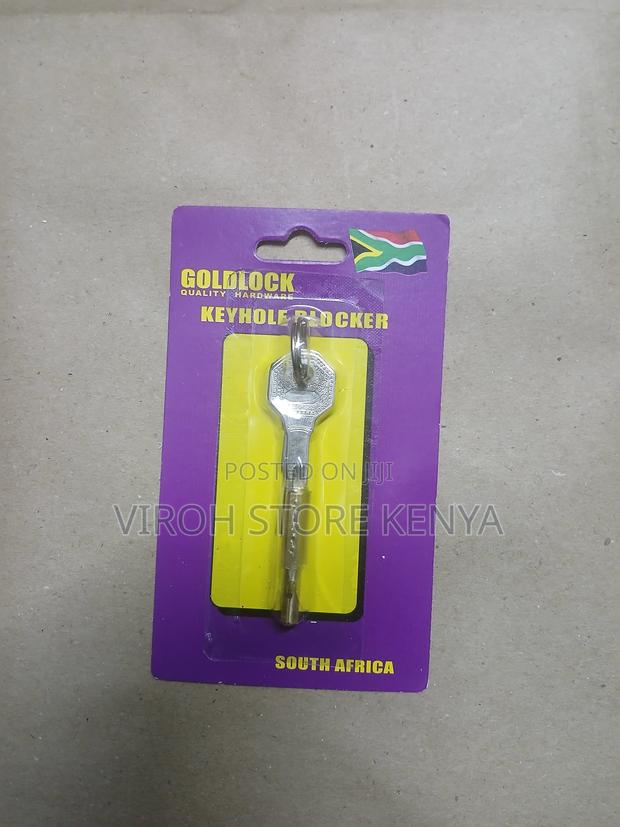 GOLDLOCK
QUALITY HARDWARE
KEYHOLE BLOCKER
POSTED ON JIJI
VIROH STORE KENYA
SOUTH AFRICA